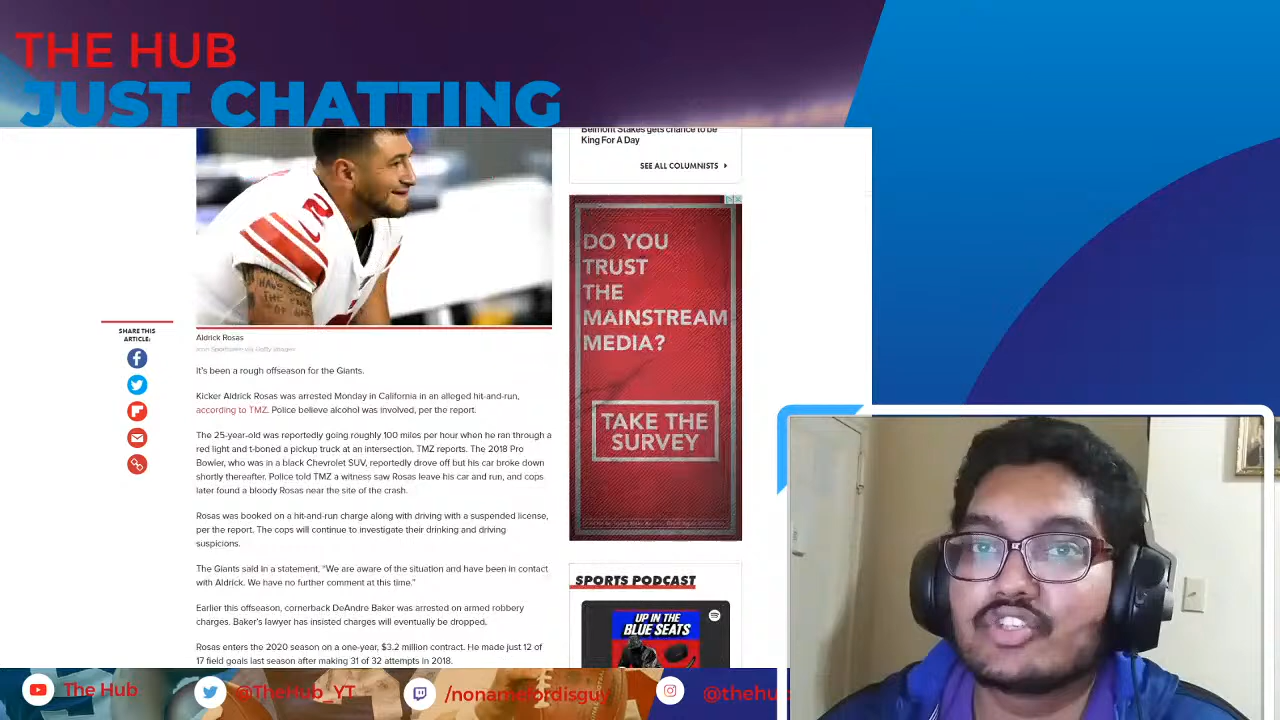 THE HUB
JUST CHATTING
Belmont Stakes gets chance to be
King For A Day
SEE ALL COLUMNISTS
DO YOU
TRUST
THE
MAINSTREAM
MEDIA?
TAKE THE
SURVEY
SHARE THIS
ARTICLE:
Aldrick Rosas
It's been a rough offseason for the Giants.
Kicker Aldrick Rosas was arrested Monday in California in an alleged hit-and-run,
according to TMZ. Police believe alcohol was involved, per the report.
The 25-year-old was reportedly going roughly 100 miles per hour when he ran through a
red light and t-boned a pickup truck at an intersection, TMZ reports. The 2018 Pro
Bowler, who was in a black Chevrolet SUV, reportedly drove off but his car broke down
shortly thereafter. Police told TMZ a witness saw Rosas leave his car and run, and cops
later found a bloody Rosas near the site of the crash.
Rosas was booked on a hit-and-run charge along with driving with a suspended license,
per the report. The cops will continue to investigate their drinking and driving
suspicions.
The Giants said in a statement, "We are aware of the situation and have been in contact
with Aldrick. We have no further comment at this time."
Earlier this offseason, cornerback DeAndre Baker was arrested on armed robbery
charges. Baker's lawyer has insisted charges will eventually be dropped.
Rosas enters the 2020 season on a one-year, $3.2 million contract. He made just 12 of
17 field goals last season after making 31 of 32 attempts in 2018.
SPORTS PODCAST
UP IN THE
BLUE SEATS
The Hub
@TheHub_YT
/nonamefordisguy
@thehub